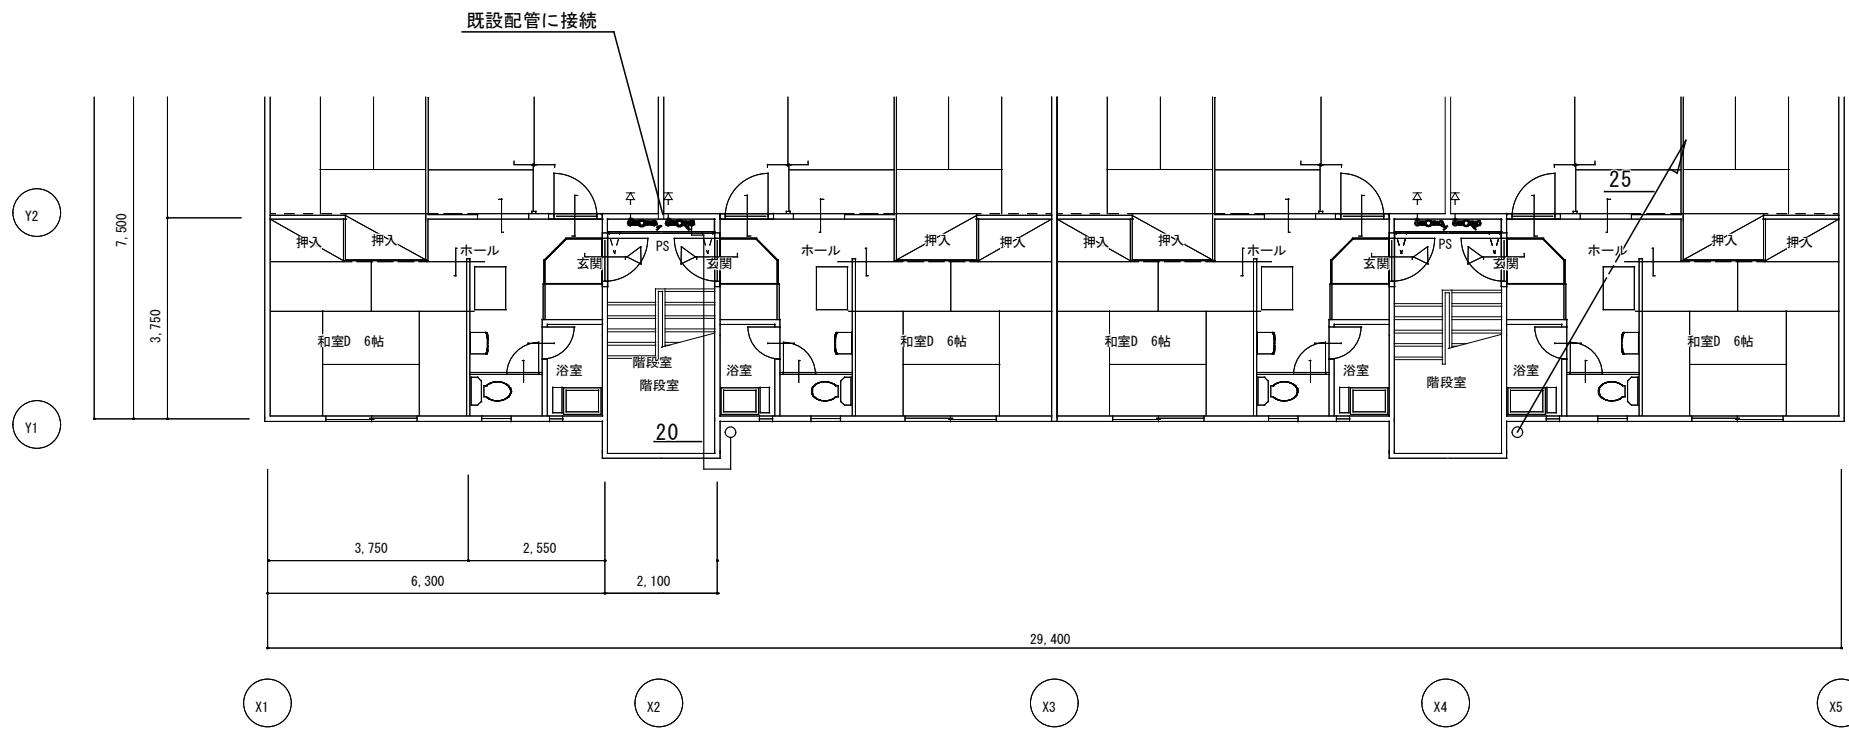 既設配管に接続
25
Y2
7,500
3,750
押入
押入
ホール
玄関
PS
玄関
ホール
押入
押入
押入
押入
ホール
玄関
PS
玄関
ホール
押入
押入
和室D 6帖
浴室
階段室
階段室
浴室
和室D 6帖
和室D 6帖
浴室
階段室
浴室
和室D 6帖
Y1
20
3,750
2,550
6,300
2,100
29,400
X1
X2
X3
X4
X5